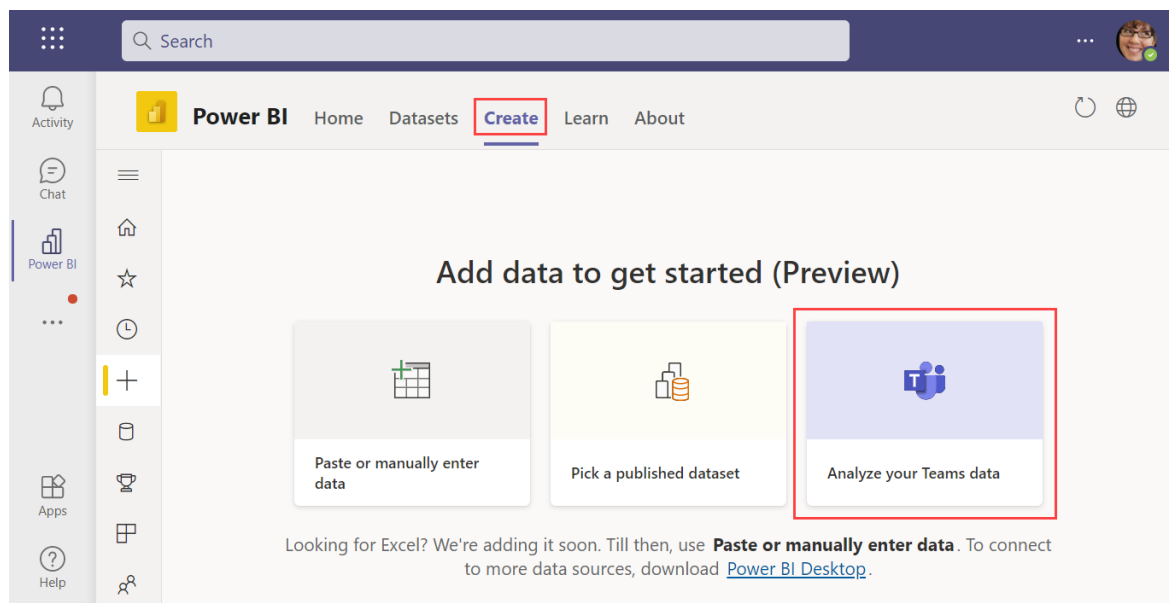 Search
Activity
Power BI
Home
Datasets
Create
Learn
About
Chat
Power BI
Add data to get started (Preview)
Paste or manually enter
data
Pick a published dataset
T
Analyze your Teams data
Apps
Looking for Excel? We're adding it soon. Till then, use Paste or manually enter data. To connect
to more data sources, download Power BI Desktop.
Help